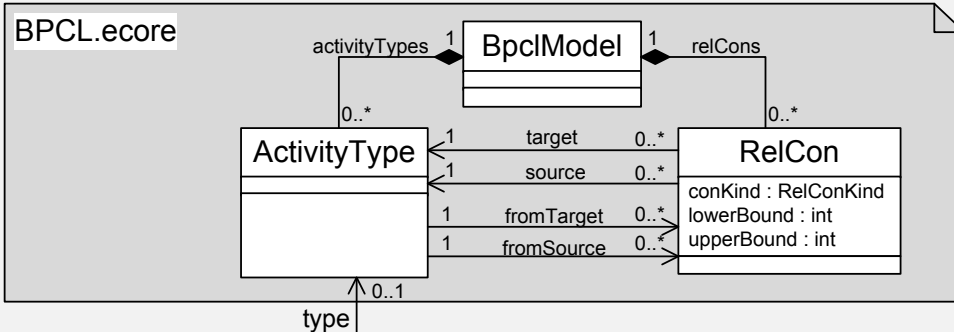 BPCL.ecore
activityTypes 1 BpclModel 1 relCons
0..* 0..*
ActivityType 1 target 0..* RelCon
1 source 0..*
conKind : RelConKind
lowerBound : int
upperBound : int
1 fromTarget 0..*
1 fromSource 0..*
0..1
type